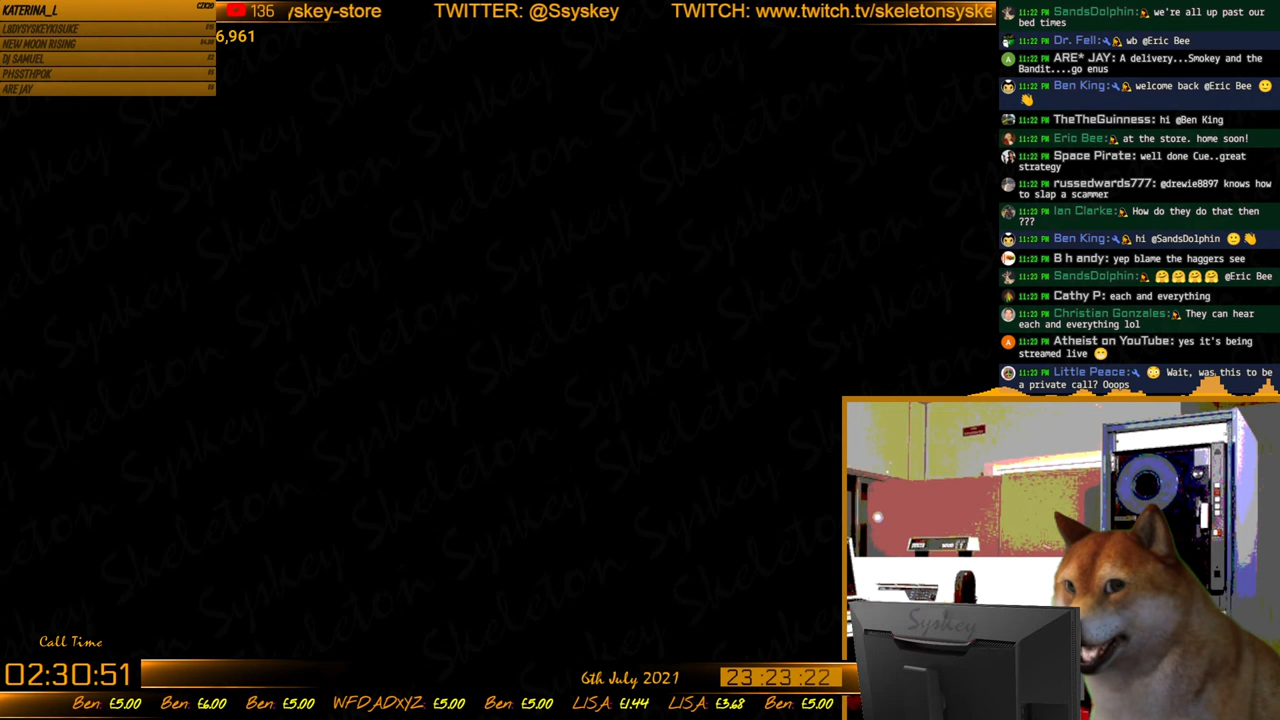 KATERINA_L CZK20
L8DYSYSKEYKISUKE
NEW MOON RISING
DJ SAMUEL
PHSSTHPOK
ARE JAY
136
yskey-store TWITTER: @Ssyskey TWITCH: www.twitch.tv/skeletonsyske
6,961
Skeleton Syskey
11:22 PM SandsDolphin: we're all up past our
bed times
11:22 PM Dr. Fell: wb @Eric Bee
11:22 PM ARE* JAY: A delivery...Smokey and the
Bandit....go enus
11:22 PM Ben King: welcome back @Eric Bee 🙂
👋
11:22 PM TheTheGuinness: hi @Ben King
11:22 PM Eric Bee: at the store. home soon!
11:22 PM Space Pirate: well done Cue..great
strategy
11:22 PM russedwards777: @drewie8897 knows how
to slap a scammer
11:23 PM Ian Clarke: How do they do that then
???
11:23 PM Ben King: hi @SandsDolphin 🙂👋
11:23 PM B h andy: yep blame the haggers see
11:23 PM SandsDolphin: 🤗🤗🤗🤗 @Eric Bee
11:23 PM Cathy P: each and everything
11:23 PM Christian Gonzales: They can hear
each and everything lol
11:23 PM Atheist on YouTube: yes it's being
streamed live 😁
11:23 PM Little Peace: 😳 Wait, was this to be
a private call? Ooops
Syskey
Call Time
02:30:51
6th July 2021 23:23:22
Ben: £5.00 Ben: £6.00 Ben: £5.00 WFDADXYZ: £5.00 Ben: £5.00 LISA: £1.44 LISA: £3.68 Ben: £5.00